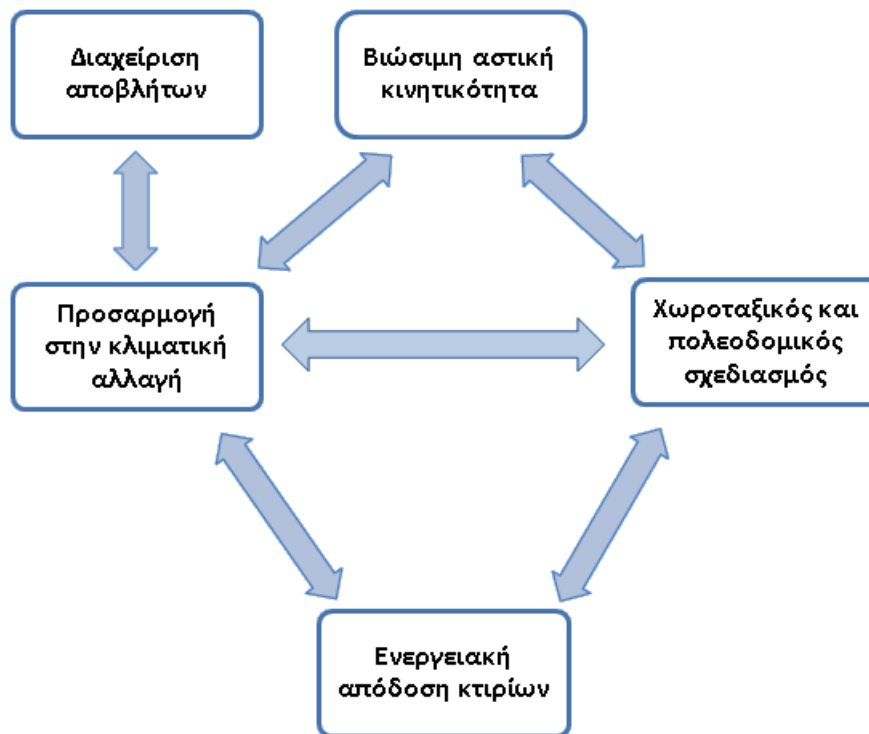 Διαχείριση
αποβλήτων
Βιώσιμη αστική
κινητικότητα
Προσαρμογή
στην κλιματική
αλλαγή
Χωροταξικός και
πολεοδομικός
σχεδιασμός
Ενεργειακή
απόδοση κτιρίων